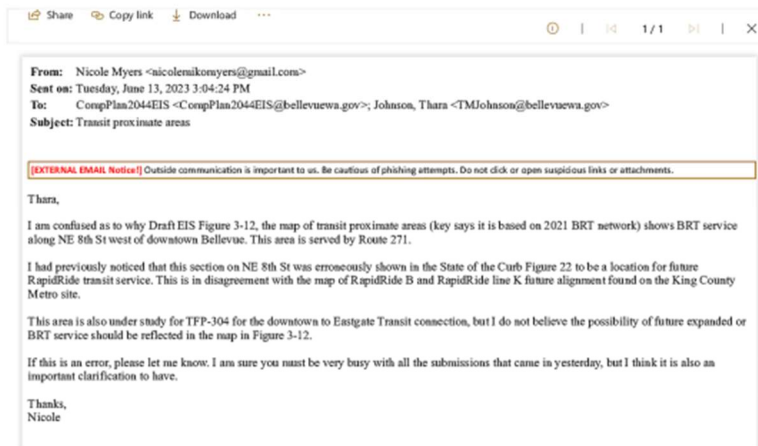 Share Copy link Download ...
1/1
From: Nicole Myers <nicolemikomyers@gmail.com>
Sent on: Tuesday, June 13, 2023 3:04:24 PM
To: CompPlan2044EIS <CompPlan2044EIS@bellevuewa.gov>; Johnson, Thara <TMJohnson@bellevuewa.gov>
Subject: Transit proximate areas
[EXTERNAL EMAIL Notice!] Outside communication is important to us. Be cautious of phishing attempts. Do not click or open suspicious links or attachments.
Thara,
I am confused as to why Draft EIS Figure 3-12, the map of transit proximate areas (key says it is based on 2021 BRT network) shows BRT service
along NE 8th St west of downtown Bellevue. This area is served by Route 271.
I had previously noticed that this section on NE 8th St was erroneously shown in the State of the Curb Figure 22 to be a location for future
RapidRide transit service. This is in disagreement with the map of RapidRide B and RapidRide line K future alignment found on the King County
Metro site.
This area is also under study for TFP-304 for the downtown to Eastgate Transit connection, but I do not believe the possibility of future expanded or
BRT service should be reflected in the map in Figure 3-12.
If this is an error, please let me know. I am sure you must be very busy with all the submissions that came in yesterday, but I think it is also an
important clarification to have.
Thanks,
Nicole